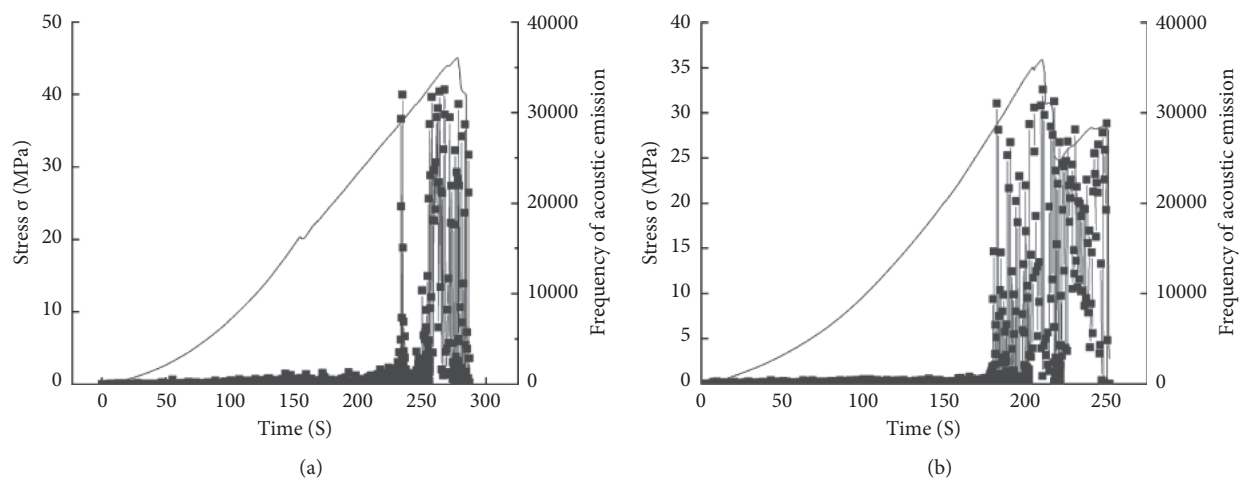 50
40
30
20
10
0
Stress σ (MPa)
40000
30000
20000
10000
0
Frequency of acoustic emission
0 50 100 150 200 250 300
Time (S)
(a)
40
35
30
25
20
15
10
5
0
Stress σ (MPa)
40000
30000
20000
10000
0
Frequency of acoustic emission
0 50 100 150 200 250
Time (S)
(b)